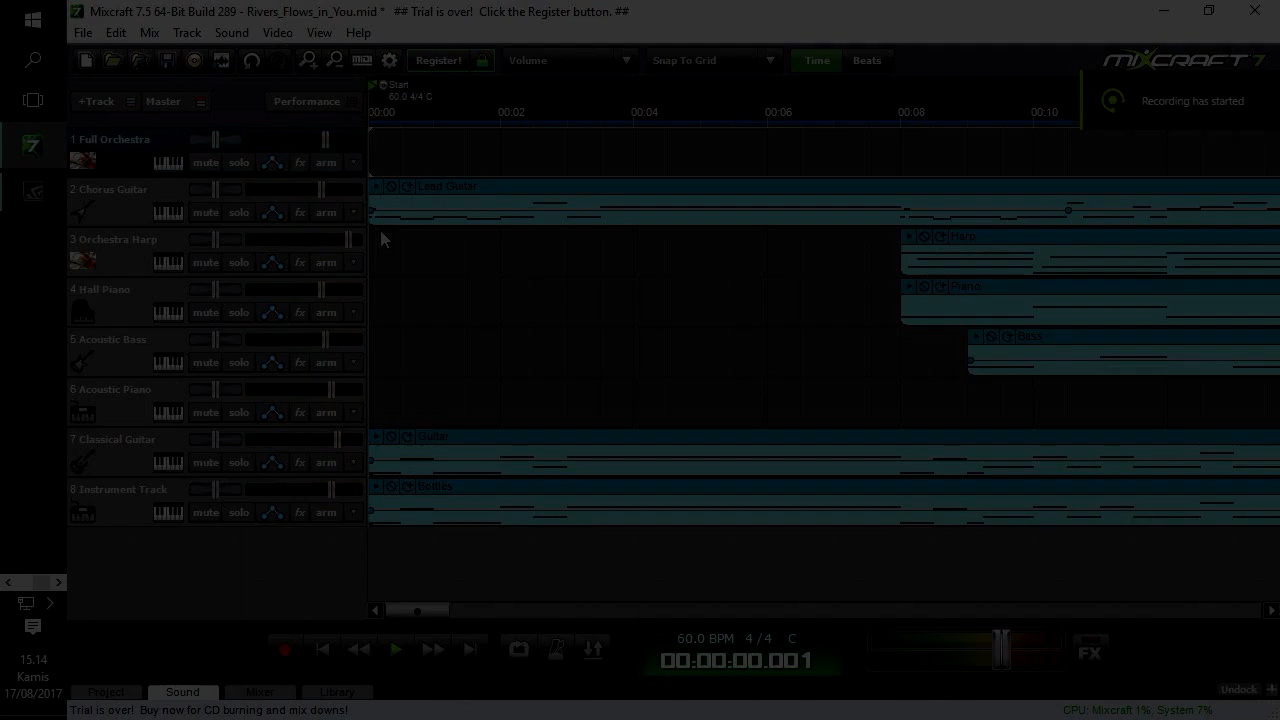 Mixcraft 7.5 64-Bit Build 289 - Rivers_Flows_in_You.mid * ## Trial is over! Click the Register button. ##
File Edit Mix Track Sound Video View Help
Register! Volume Snap To Grid Time Beats MIXCRAFT 7
+Track Master Performance
Start
60.0 4/4 C
00:00 00:02 00:04 00:06 00:08 00:10
Recording has started
1 Full Orchestra
mute solo fx arm
2 Chorus Guitar
Lead Guitar
mute solo fx arm
3 Orchestra Harp
Harp
mute solo fx arm
4 Hall Piano
Piano
mute solo fx arm
5 Acoustic Bass
Bass
mute solo fx arm
6 Acoustic Piano
mute solo fx arm
7 Classical Guitar
Guitar
mute solo fx arm
8 Instrument Track
Bottles
mute solo fx arm
60.0 BPM 4 / 4 C
00:00:00.001
FX
15.14
Kamis
17/08/2017
Project Sound Mixer Library
Undock
Trial is over! Buy now for CD burning and mix downs!
CPU: Mixcraft 1%, System 7%